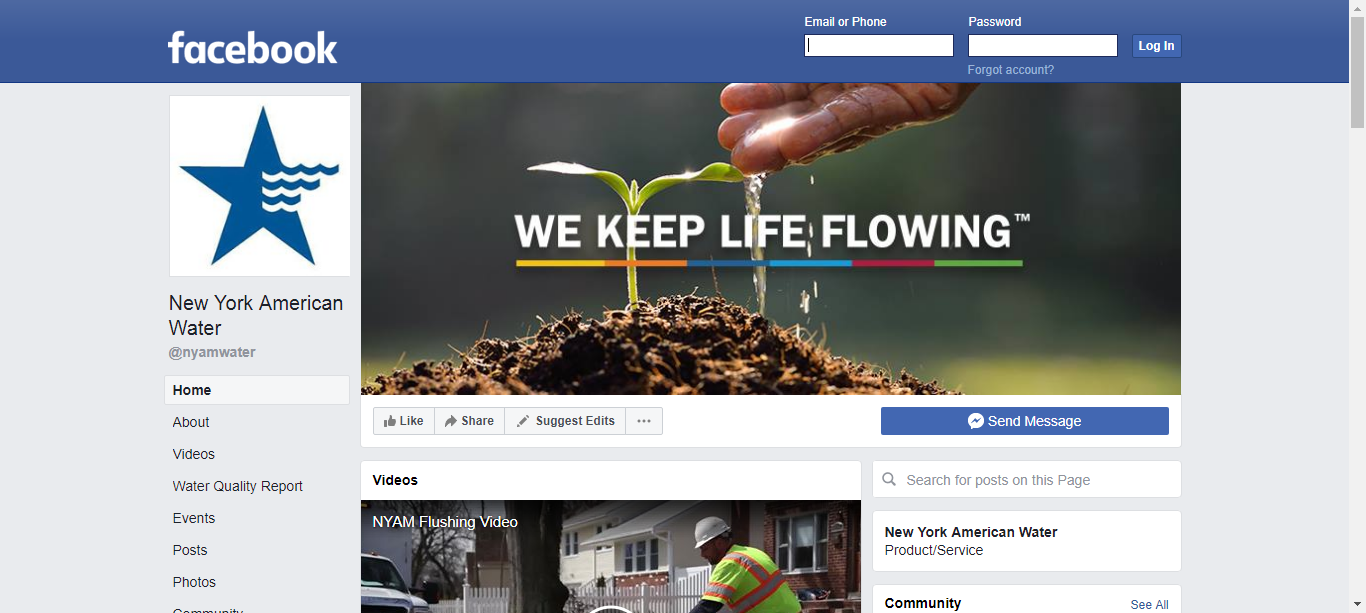 facebook
Email or Phone
Password
Log In
Forgot account?
WE KEEP LIFE FLOWING™
New York American
Water
@nyamwater
Home
About
Videos
Water Quality Report
Events
Posts
Photos
Community
Like
Share
Suggest Edits
Send Message
Videos
NYAM Flushing Video
Search for posts on this Page
New York American Water
Product/Service
Community
See All